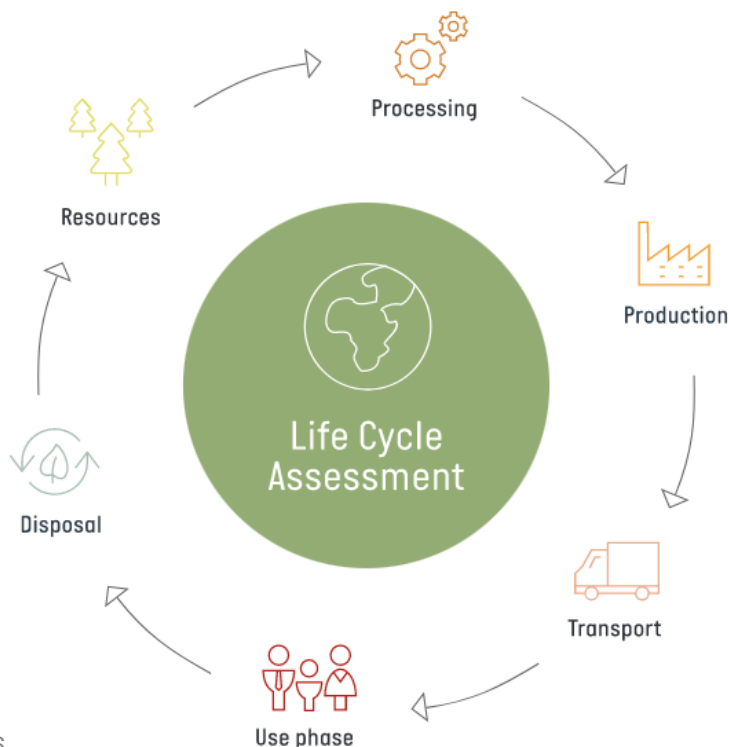 Processing
Resources
Production
Life Cycle
Assessment
Disposal
Transport
Use phase